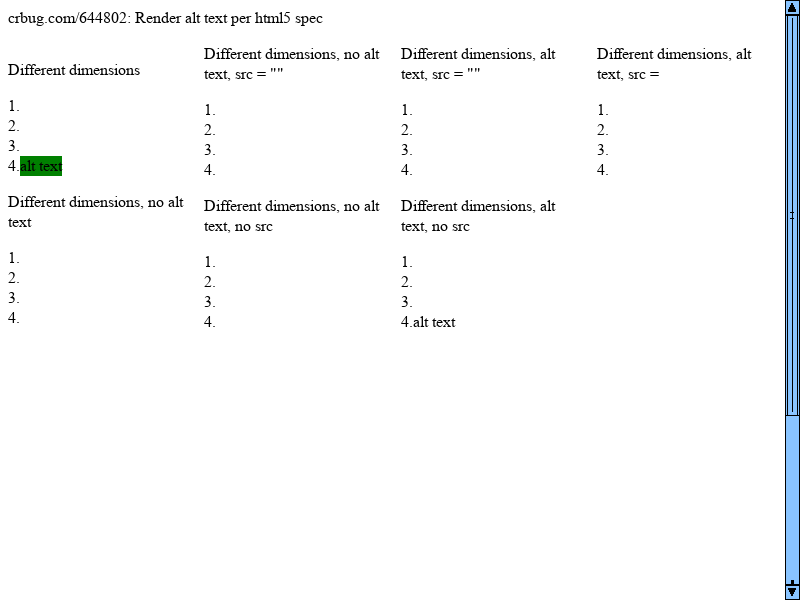 crbug.com/644802: Render alt text per html5 spec
Different dimensions
1.
2.
3.
4.alt text
Different dimensions, no alt
text, src = ""
1.
2.
3.
4.
Different dimensions, alt
text, src = ""
1.
2.
3.
4.
Different dimensions, alt
text, src =
1.
2.
3.
4.
Different dimensions, no alt
text
1.
2.
3.
4.
Different dimensions, no alt
text, no src
1.
2.
3.
4.
Different dimensions, alt
text, no src
1.
2.
3.
4.alt text